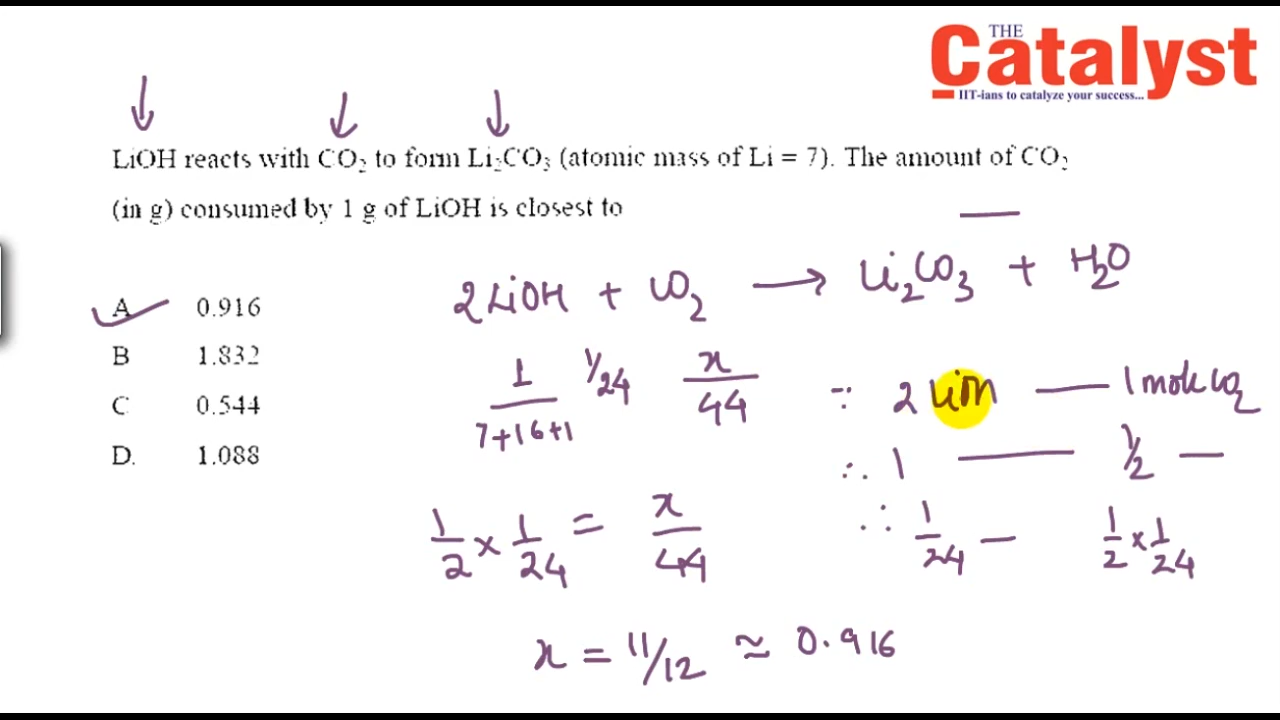 THE
Catalyst
IIT-ians to catalyze your success...
LiOH reacts with CO₂ to form Li₂CO₃ (atomic mass of Li = 7). The amount of CO₂
(in g) consumed by 1 g of LiOH is closest to
A 0.916
B 1.832
C 0.544
D. 1.088
2LiOH + CO₂ → Li₂CO₃ + H₂O
1/(7+16+1) 1/24 x/44
∵ 2 LiOH — 1 mole CO₂
∴ 1 — 1/2 —
1/2 × 1/24 = x/44
∴ 1/24 — 1/2 × 1/24
x = 11/12 ≈ 0.916